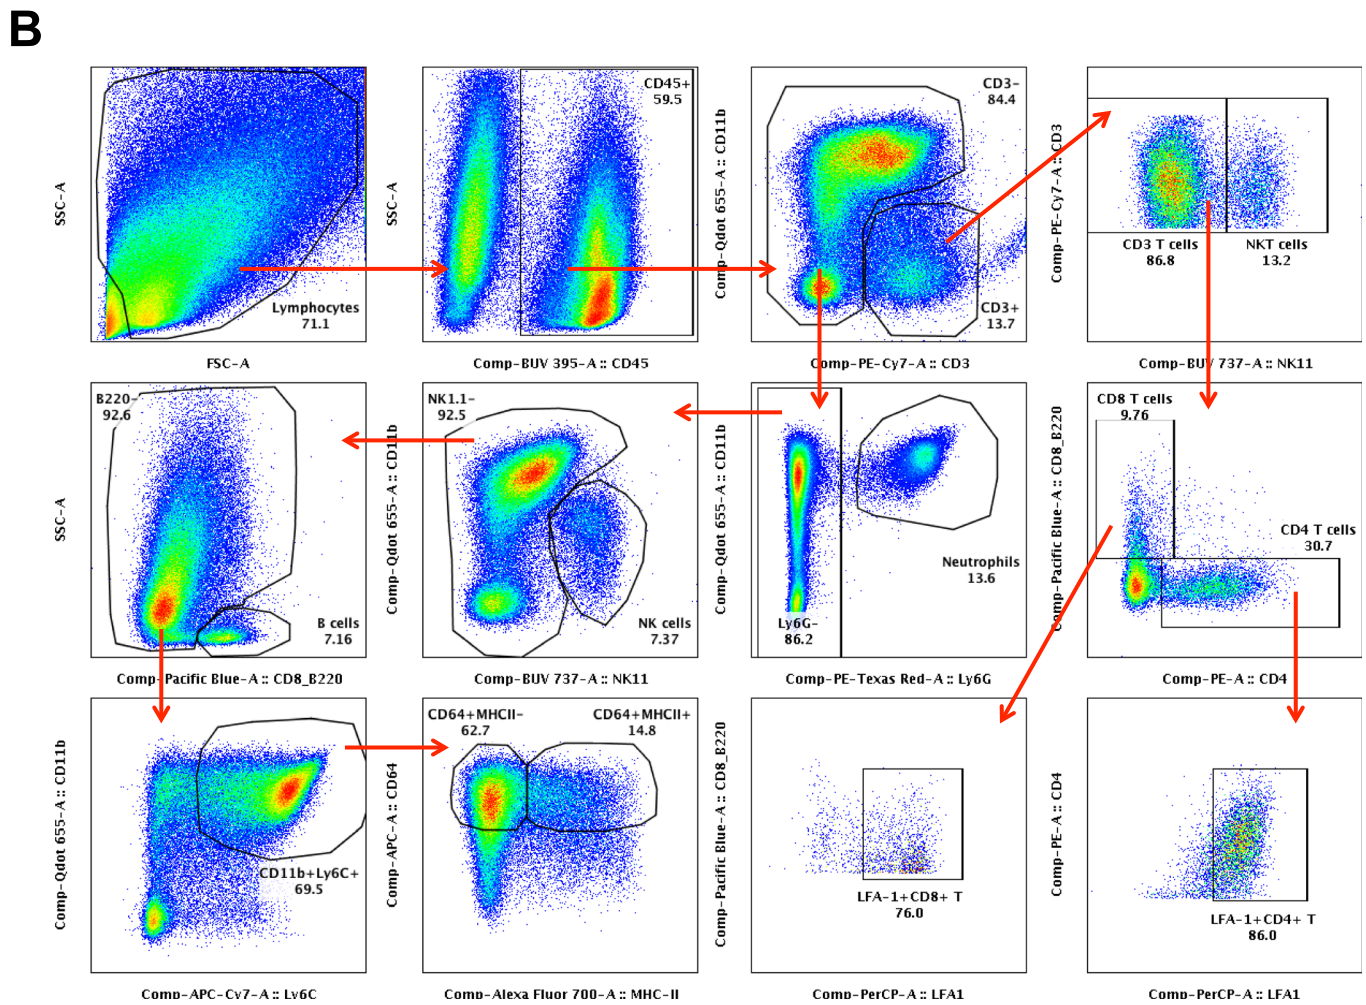 B
SSC-A
Lymphocytes
71.1
FSC-A
SSC-A
CD45+
59.5
Comp-BUV 395-A :: CD45
Comp-Qdot 655-A :: CD11b
CD3-
84.4
CD3+
13.7
Comp-PE-Cy7-A :: CD3
Comp-PE-Cy7-A :: CD3
CD3 T cells
86.8
NKT cells
13.2
Comp-BUV 737-A :: NK11
SSC-A
B220-
92.6
B cells
7.16
Comp-Pacific Blue-A :: CD8_B220
Comp-Qdot 655-A :: CD11b
NK1.1-
92.5
NK cells
7.37
Comp-BUV 737-A :: NK11
Comp-Qdot 655-A :: CD11b
Neutrophils
13.6
Ly6G-
86.2
Comp-PE-Texas Red-A :: Ly6G
Comp-Pacific Blue-A :: CD8_B220
CD8 T cells
9.76
CD4 T cells
30.7
Comp-PE-A :: CD4
Comp-Qdot 655-A :: CD11b
CD11b+Ly6C+
69.5
Comp-APC-Cy7-A :: Ly6C
Comp-APC-A :: CD64
CD64+MHCII-
62.7
CD64+MHCII+
14.8
Comp-Alexa Fluor 700-A :: MHC-II
Comp-Pacific Blue-A :: CD8_B220
LFA-1+CD8+ T
76.0
Comp-PerCP-A :: LFA1
Comp-PE-A :: CD4
LFA-1+CD4+ T
86.0
Comp-PerCP-A :: LFA1